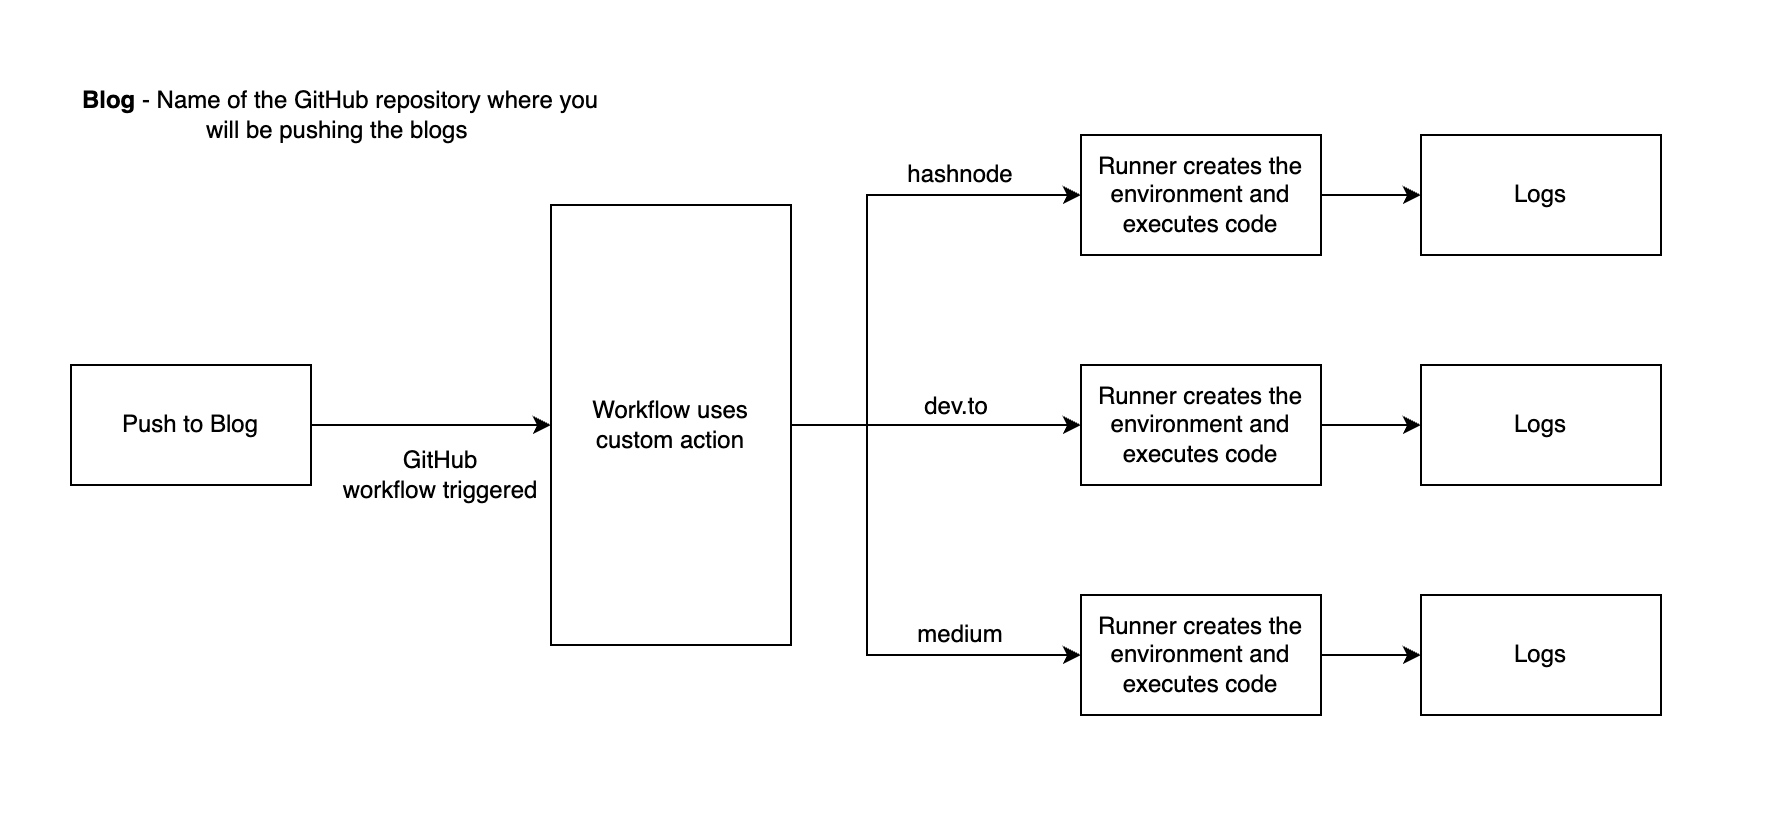 Blog - Name of the GitHub repository where you
will be pushing the blogs
Push to Blog
GitHub
workflow triggered
Workflow uses
custom action
hashnode
Runner creates the
environment and
executes code
Logs
dev.to
Runner creates the
environment and
executes code
Logs
medium
Runner creates the
environment and
executes code
Logs